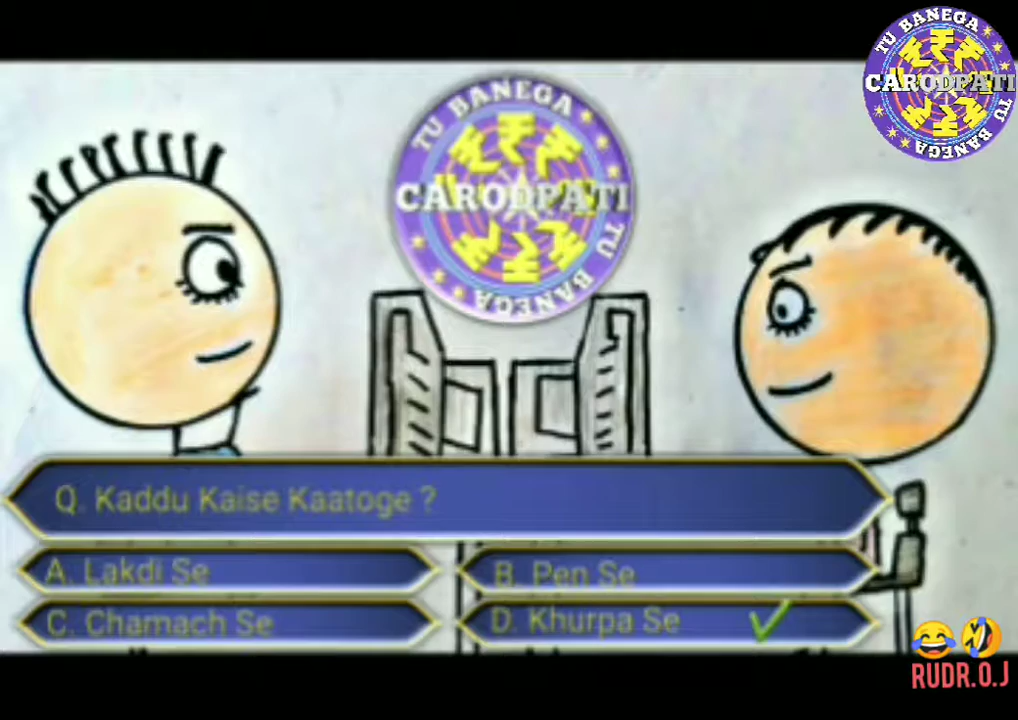 TU BANEGA
CARODPATI
TU BANEGA
TU BANEGA
CARODPATI
TU BANEGA
Q. Kaddu Kaise Kaatoge ?
A. Lakdi Se
B. Pen Se
C. Chamach Se
D. Khurpa Se
RUDR.O.J